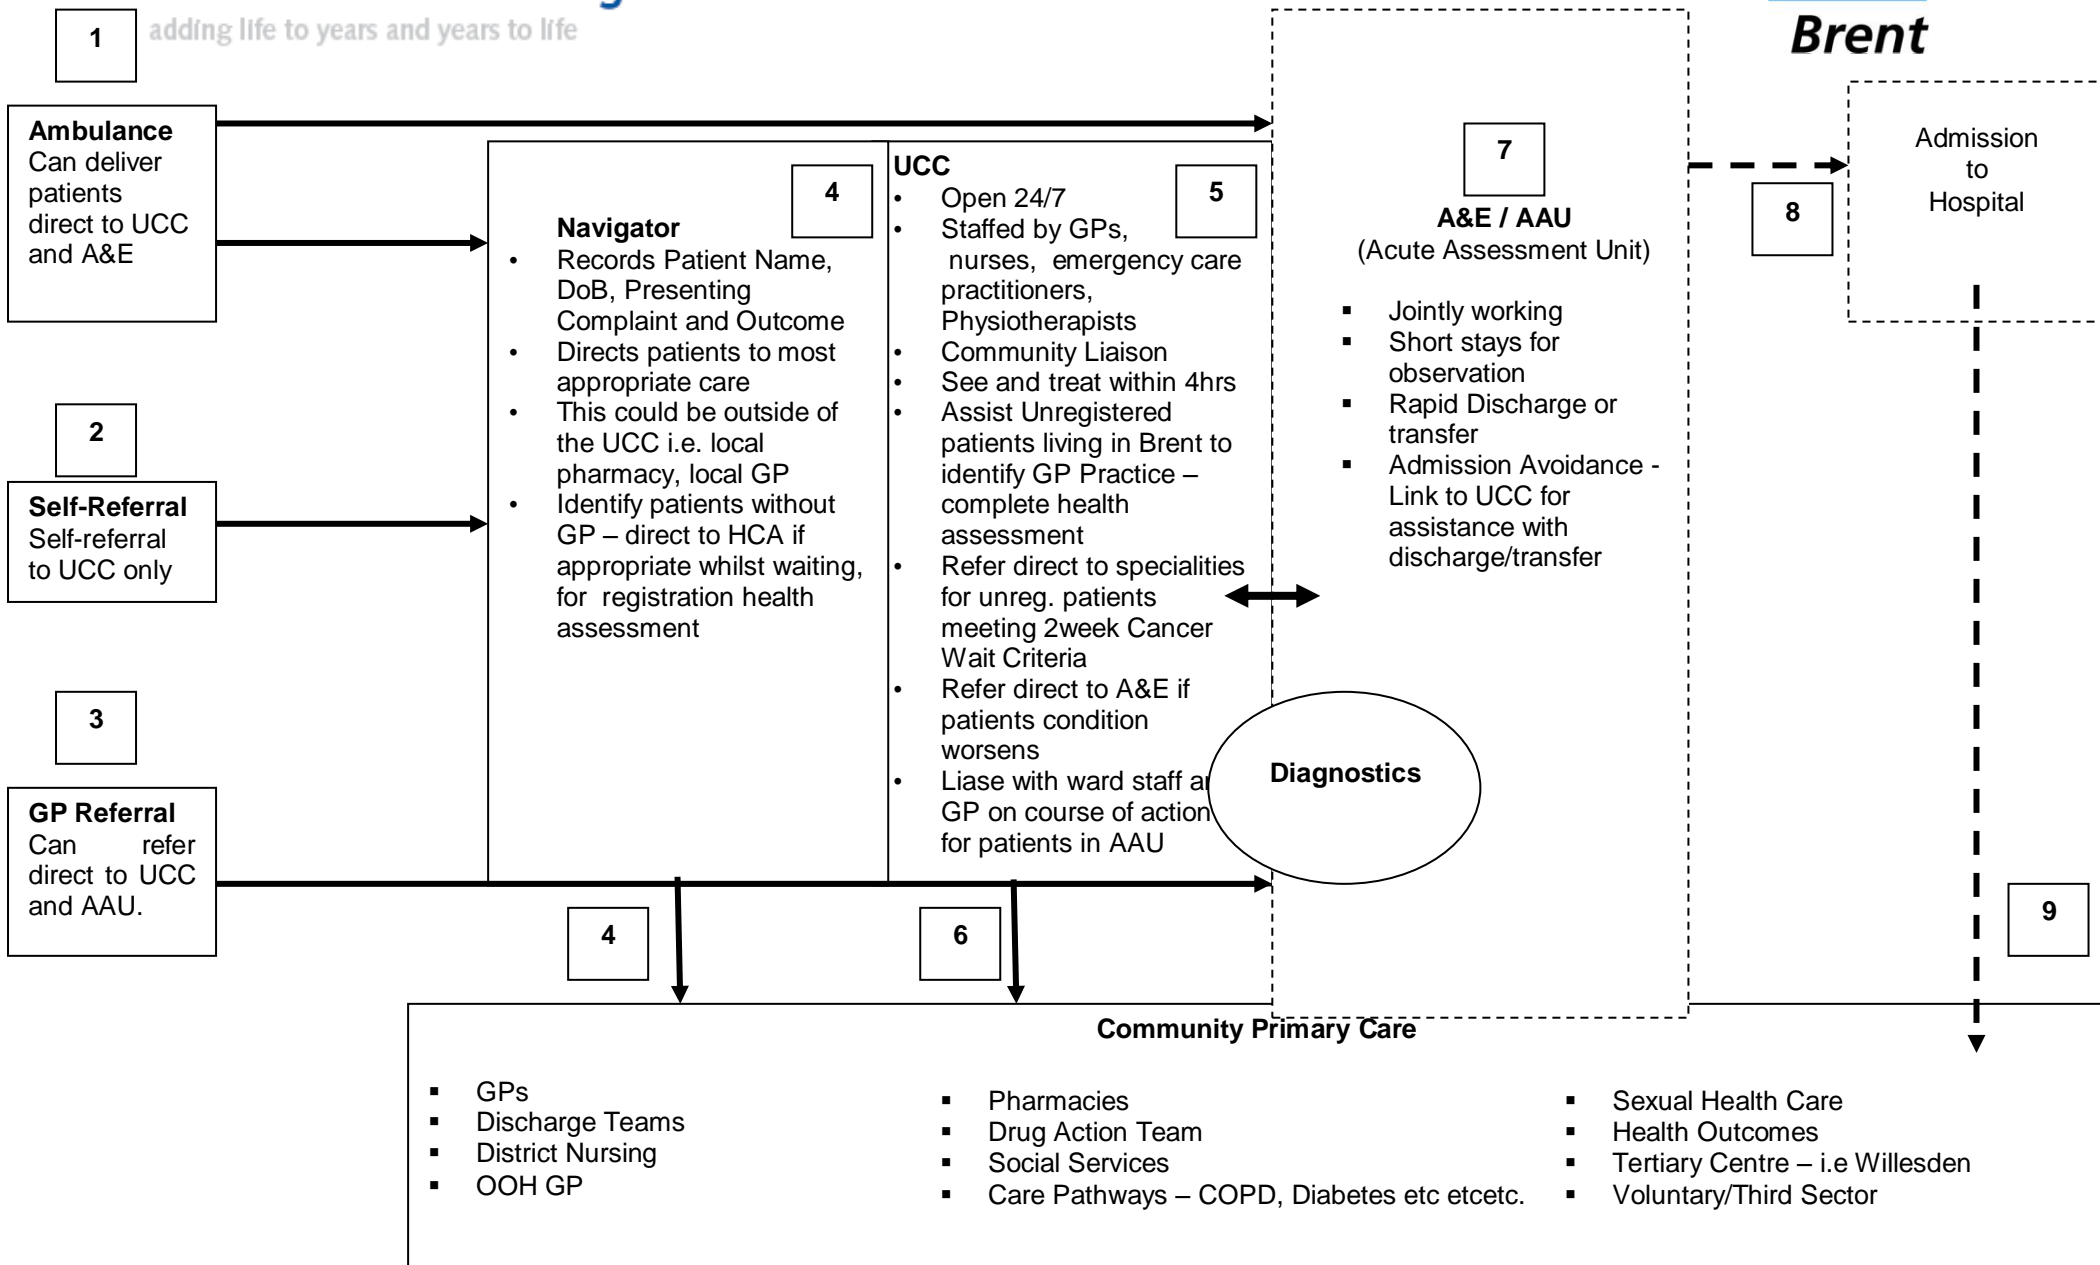 adding life to years and years to life
Brent
1
Ambulance
Can deliver
patients
direct to UCC
and A&E
2
Self-Referral
Self-referral
to UCC only
3
GP Referral
Can refer
direct to UCC
and AAU.
4
Navigator
• Records Patient Name,
DoB, Presenting
Complaint and Outcome
• Directs patients to most
appropriate care
• This could be outside of
the UCC i.e. local
pharmacy, local GP
• Identify patients without
GP – direct to HCA if
appropriate whilst waiting,
for registration health
assessment
UCC
5
• Open 24/7
• Staffed by GPs,
nurses, emergency care
practitioners,
Physiotherapists
• Community Liaison
• See and treat within 4hrs
• Assist Unregistered
patients living in Brent to
identify GP Practice –
complete health
assessment
• Refer direct to specialities
for unreg. patients
meeting 2week Cancer
Wait Criteria
• Refer direct to A&E if
patients condition
worsens
• Liase with ward staff
GP on course of action
for patients in AAU
Diagnostics
7
A&E / AAU
(Acute Assessment Unit)
▪ Jointly working
▪ Short stays for
observation
▪ Rapid Discharge or
transfer
▪ Admission Avoidance -
Link to UCC for
assistance with
discharge/transfer
8
Admission
to
Hospital
9
4
6
Community Primary Care
▪ GPs
▪ Discharge Teams
▪ District Nursing
▪ OOH GP
▪ Pharmacies
▪ Drug Action Team
▪ Social Services
▪ Care Pathways – COPD, Diabetes etc etcetc.
▪ Sexual Health Care
▪ Health Outcomes
▪ Tertiary Centre – i.e Willesden
▪ Voluntary/Third Sector